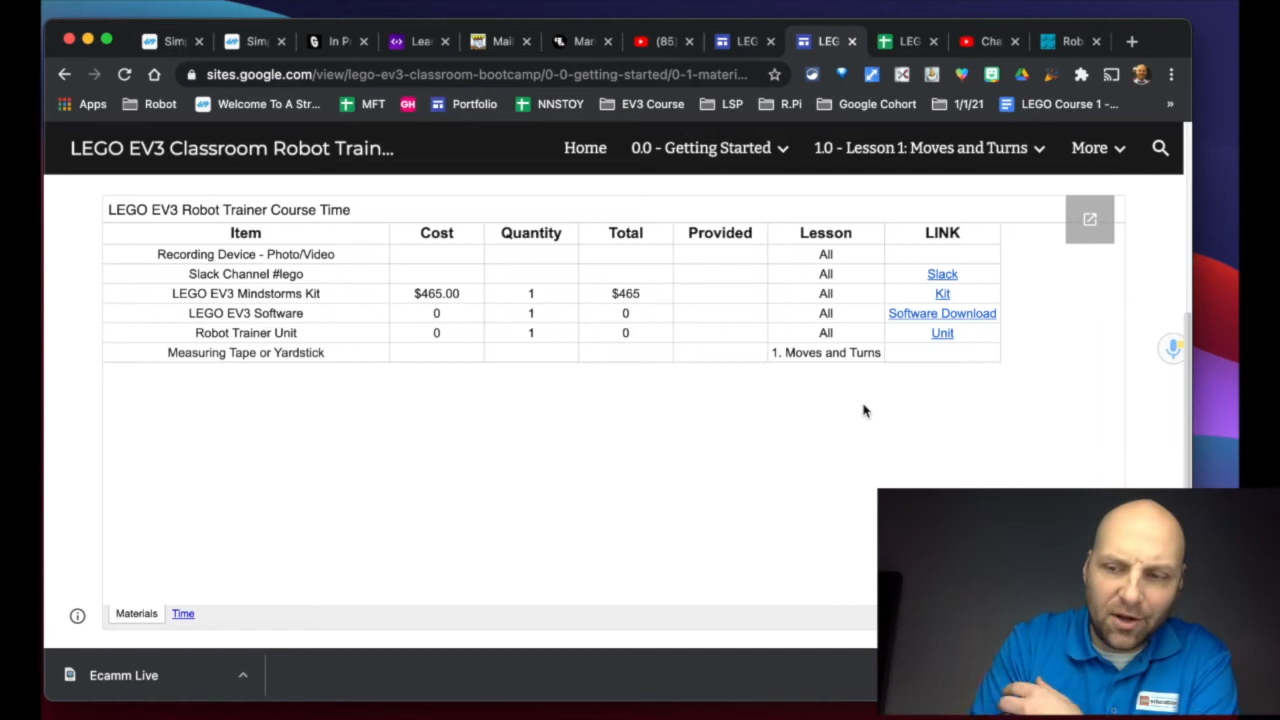 Sim Sim In P Lea Mail Mar (85) LEG LEG LEG Cha Rob
sites.google.com/view/lego-ev3-classroom-bootcamp/0-0-getting-started/0-1-materi...
Apps Robot Welcome To A Str... MFT GH Portfolio NNSTOY EV3 Course LSP R.Pi Google Cohort 1/1/21 LEGO Course 1 -... »
LEGO EV3 Classroom Robot Train... Home 0.0 - Getting Started 1.0 - Lesson 1: Moves and Turns More
LEGO EV3 Robot Trainer Course Time
Item Cost Quantity Total Provided Lesson LINK
Recording Device - Photo/Video All
Slack Channel #lego All Slack
LEGO EV3 Mindstorms Kit $465.00 1 $465 All Kit
LEGO EV3 Software 0 1 0 All Software Download
Robot Trainer Unit 0 1 0 All Unit
Measuring Tape or Yardstick 1. Moves and Turns
Materials Time
Ecamm Live
education